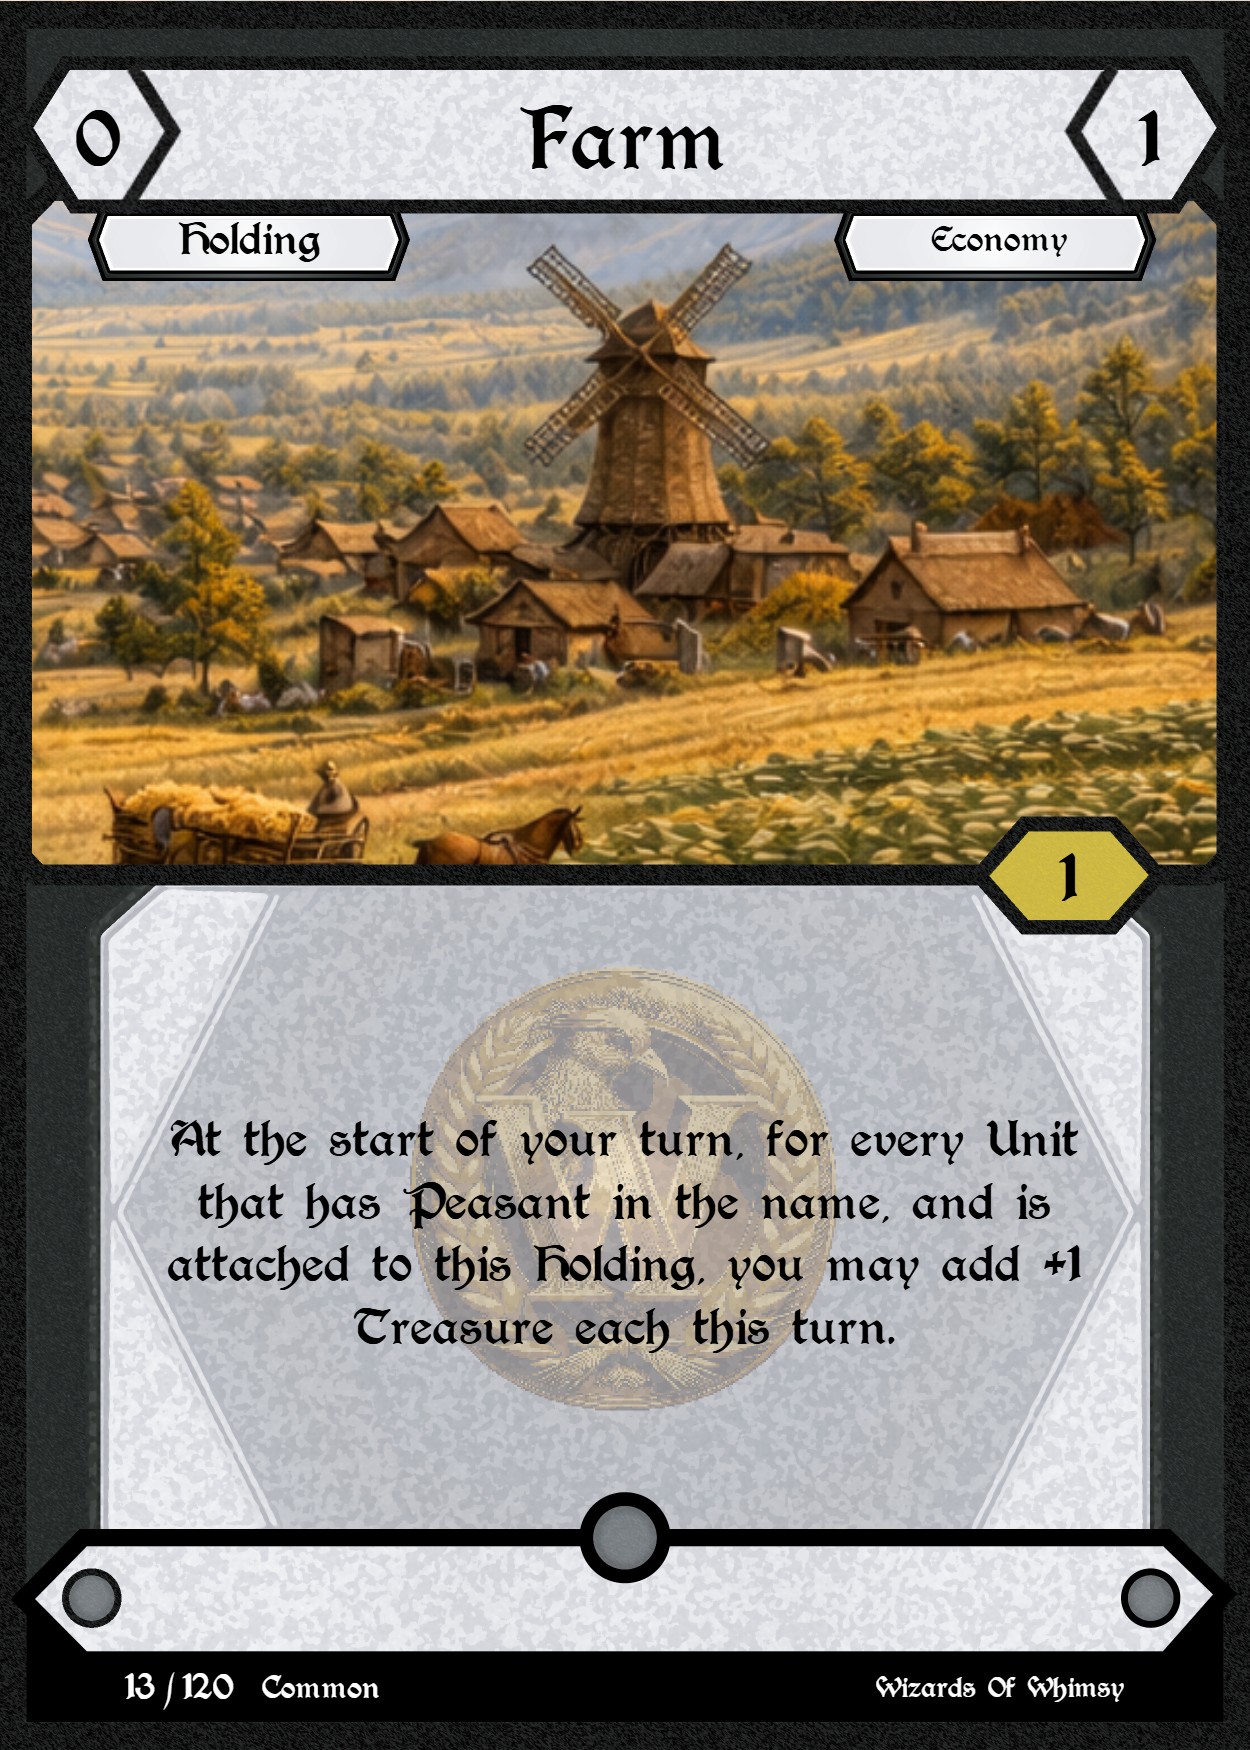 0
Farm
1
Holding
Economy
1
At the start of your turn, for every Unit
that has Peasant in the name, and is
attached to this Holding, you may add +1
Treasure each this turn.
W
13 / 120 Common
Wizards Of Whimsy